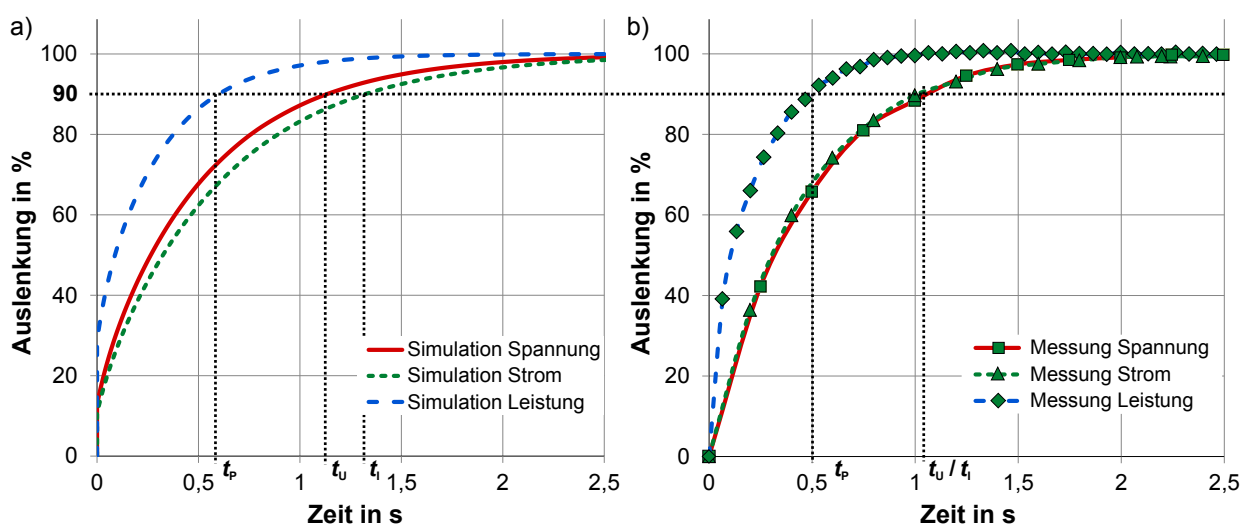 a)
Auslenkung in %
100
90
80
60
40
20
0
Simulation Spannung
Simulation Strom
Simulation Leistung
tP
tU
tI
0
0,5
1
1,5
2
2,5
Zeit in s
b)
Auslenkung in %
100
80
60
40
20
0
Messung Spannung
Messung Strom
Messung Leistung
tP
tU / tI
0
0,5
1
1,5
2
2,5
Zeit in s